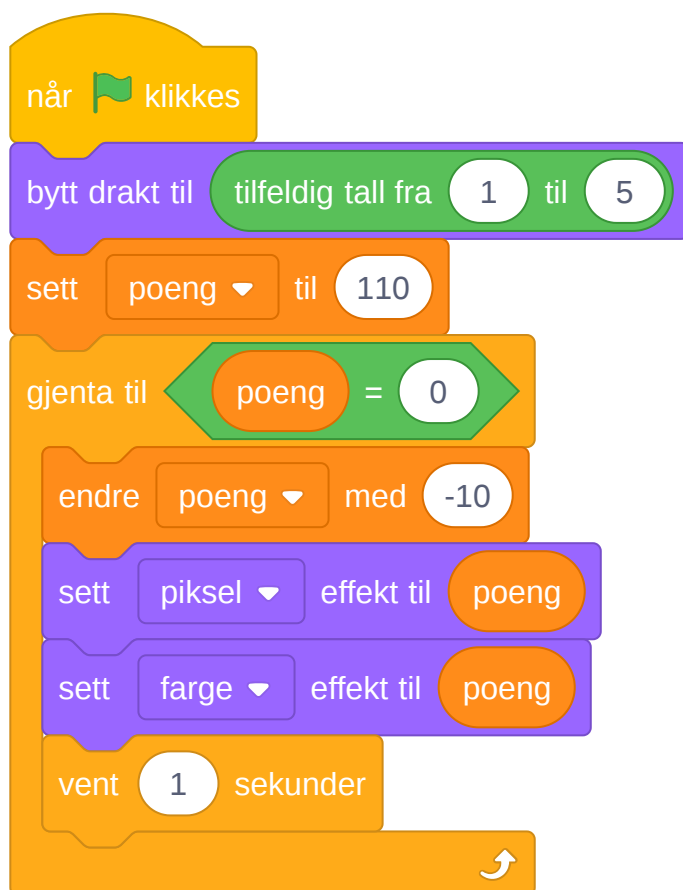 når klikkes
bytt drakt til tilfeldig tall fra 1 til 5
sett poeng til 110
gjenta til poeng = 0
endre poeng med -10
sett piksel effekt til poeng
sett farge effekt til poeng
vent 1 sekunder